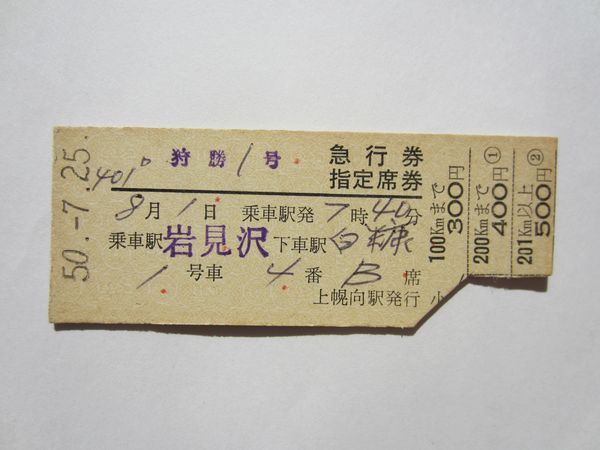 50.-7.25.
401D
狩勝1号
急行券
指定席券
8月1日 乗車駅発7時40分
乗車駅 岩見沢 下車駅 白糠
1号車 4番 B席
上幌向駅発行 小
100Kmまで
300円
200Kmまで ①
400円
201Km以上 ②
500円